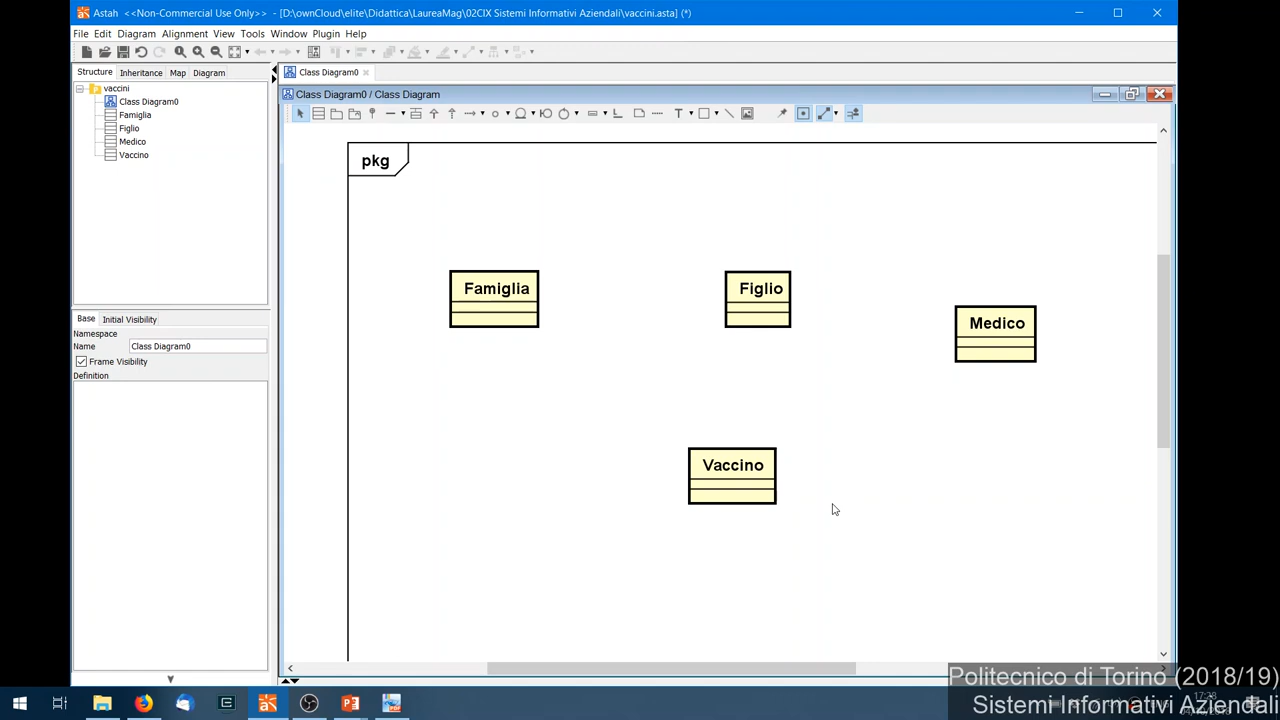 Astah <<Non-Commercial Use Only>> - [D:\ownCloud\elite\Didattica\LaureaMag\02CIX Sistemi Informativi Aziendali\vaccini.asta] (*)
File Edit Diagram Alignment View Tools Window Plugin Help
Structure Inheritance Map Diagram
Class Diagram0
vaccini
Class Diagram0 / Class Diagram
Class Diagram0
Famiglia
Figlio
Medico
Vaccino
T
pkg
Famiglia
Figlio
Medico
Vaccino
Base Initial Visibility
Namespace
Name Class Diagram0
Frame Visibility
Definition
Politecnico di Torino (2018/19)
Sistemi Informativi Aziendali